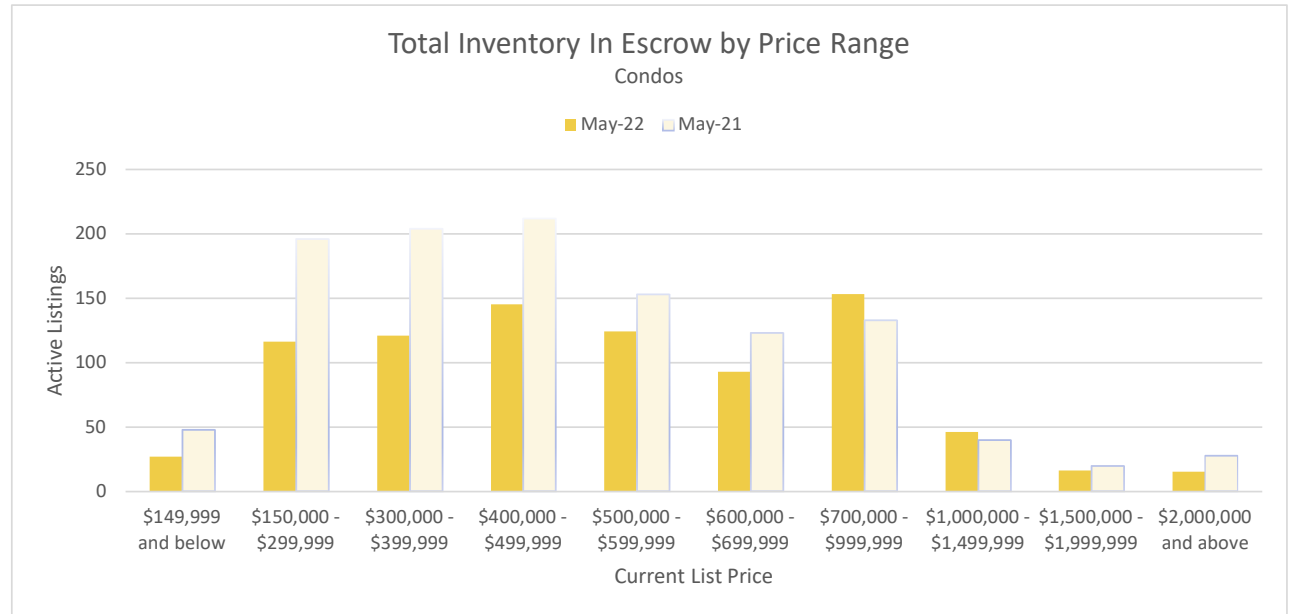 Total Inventory In Escrow by Price Range
Condos
May-22 May-21
250
200
150
100
50
0
Active Listings
$149,999 $150,000 - $300,000 - $400,000 - $500,000 - $600,000 - $700,000 - $1,000,000 - $1,500,000 - $2,000,000
and below $299,999 $399,999 $499,999 $599,999 $699,999 $999,999 $1,499,999 $1,999,999 and above
Current List Price